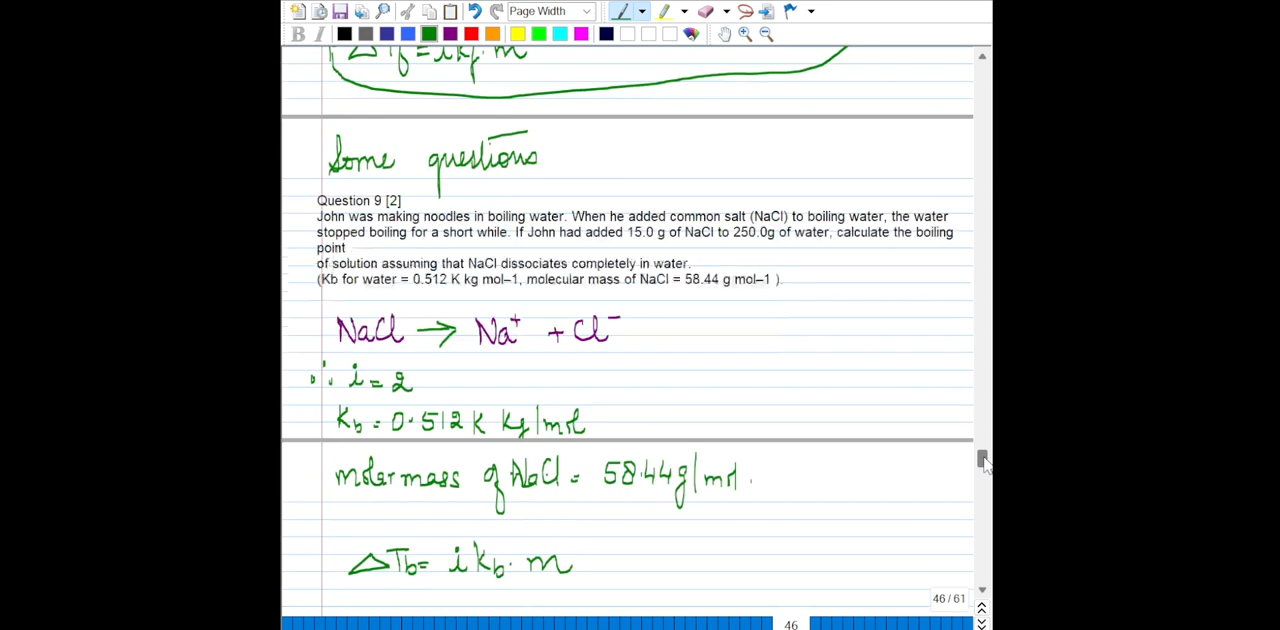 Page Width
B I
ΔTf = i kf. m
Some questions
Question 9 [2]
John was making noodles in boiling water. When he added common salt (NaCl) to boiling water, the water
stopped boiling for a short while. If John had added 15.0 g of NaCl to 250.0g of water, calculate the boiling
point
of solution assuming that NaCl dissociates completely in water.
(Kb for water = 0.512 K kg mol–1, molecular mass of NaCl = 58.44 g mol–1 ).
NaCl → Na⁺ + Cl⁻
∴ i = 2
Kb = 0.512 K Kg/mol
molar mass of NaCl = 58.44g/mol.
ΔTb = i kb. m
46 / 61
46